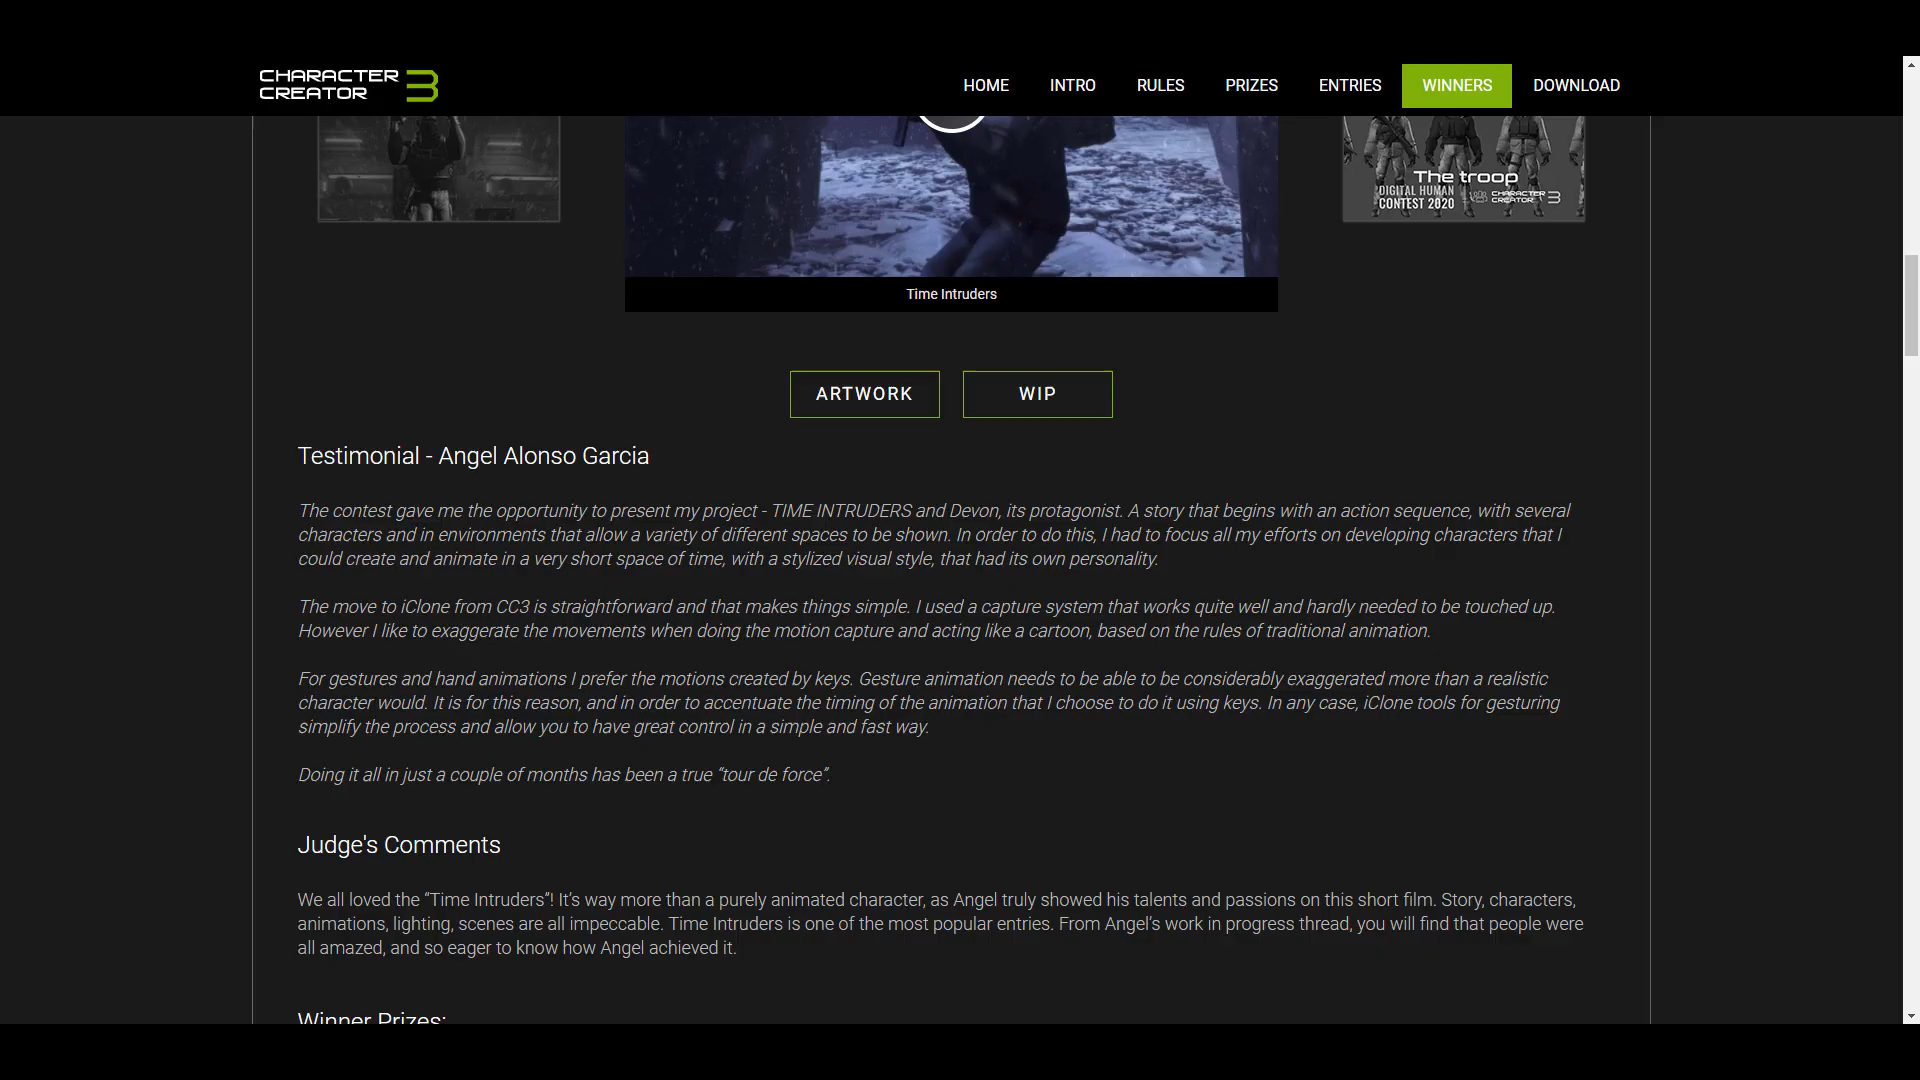 CHARACTER
CREATOR 3
HOME INTRO RULES PRIZES ENTRIES WINNERS DOWNLOAD
The troop
DIGITAL HUMAN
CONTEST 2020
CHARACTER
CREATOR 3
Time Intruders
ARTWORK WIP
Testimonial - Angel Alonso Garcia
The contest gave me the opportunity to present my project - TIME INTRUDERS and Devon, its protagonist. A story that begins with an action sequence, with several
characters and in environments that allow a variety of different spaces to be shown. In order to do this, I had to focus all my efforts on developing characters that I
could create and animate in a very short space of time, with a stylized visual style, that had its own personality.
The move to iClone from CC3 is straightforward and that makes things simple. I used a capture system that works quite well and hardly needed to be touched up.
However I like to exaggerate the movements when doing the motion capture and acting like a cartoon, based on the rules of traditional animation.
For gestures and hand animations I prefer the motions created by keys. Gesture animation needs to be able to be considerably exaggerated more than a realistic
character would. It is for this reason, and in order to accentuate the timing of the animation that I choose to do it using keys. In any case, iClone tools for gesturing
simplify the process and allow you to have great control in a simple and fast way.
Doing it all in just a couple of months has been a true “tour de force”.
Judge's Comments
We all loved the “Time Intruders”! It’s way more than a purely animated character, as Angel truly showed his talents and passions on this short film. Story, characters,
animations, lighting, scenes are all impeccable. Time Intruders is one of the most popular entries. From Angel’s work in progress thread, you will find that people were
all amazed, and so eager to know how Angel achieved it.
Winner Prizes: